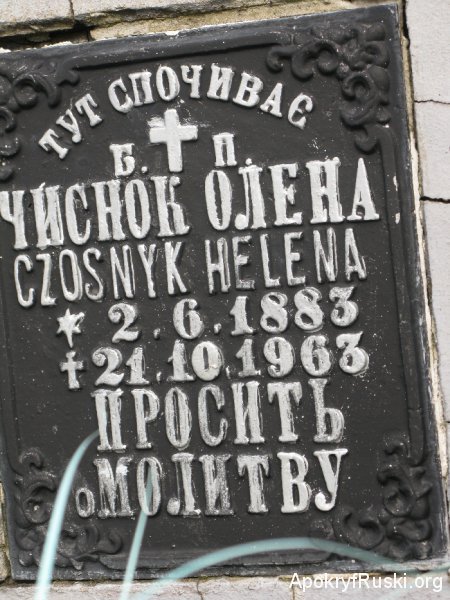 ТУТ СПОЧИВАЄ
Б. П.
ЧИСНОК ОЛЕНА
CZOSNYK HELENA
* 2.6.1883
✝ 21.10.1963
ПРОСИТЬ
о МОЛИТВУ
ApokryfRuski.org